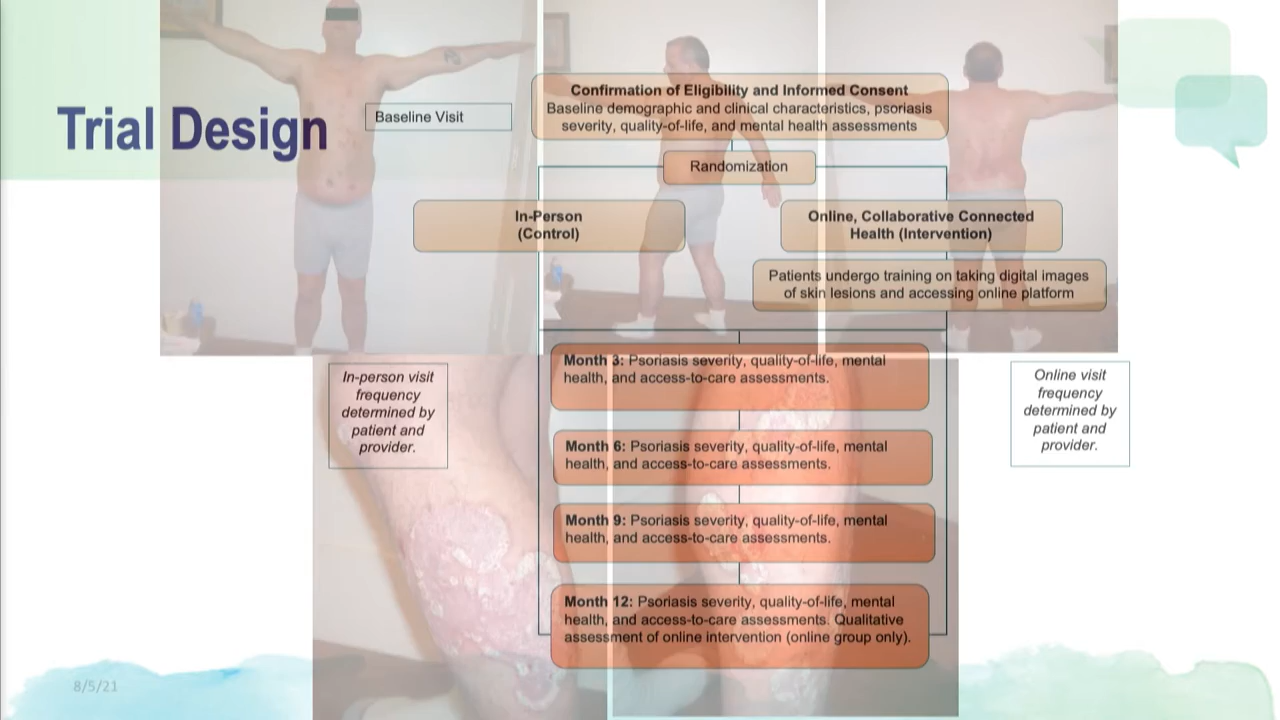 Trial Design
Baseline Visit
Confirmation of Eligibility and Informed Consent
Baseline demographic and clinical characteristics, psoriasis
severity, quality-of-life, and mental health assessments
Randomization
In-Person
(Control)
Online, Collaborative Connected
Health (Intervention)
Patients undergo training on taking digital images
of skin lesions and accessing online platform
In-person visit
frequency
determined by
patient and
provider.
Month 3: Psoriasis severity, quality-of-life, mental
health, and access-to-care assessments.
Month 6: Psoriasis severity, quality-of-life, mental
health, and access-to-care assessments.
Month 9: Psoriasis severity, quality-of-life, mental
health, and access-to-care assessments.
Month 12: Psoriasis severity, quality-of-life, mental
health, and access-to-care assessments. Qualitative
assessment of online intervention (online group only).
Online visit
frequency
determined by
patient and
provider.
8/5/21